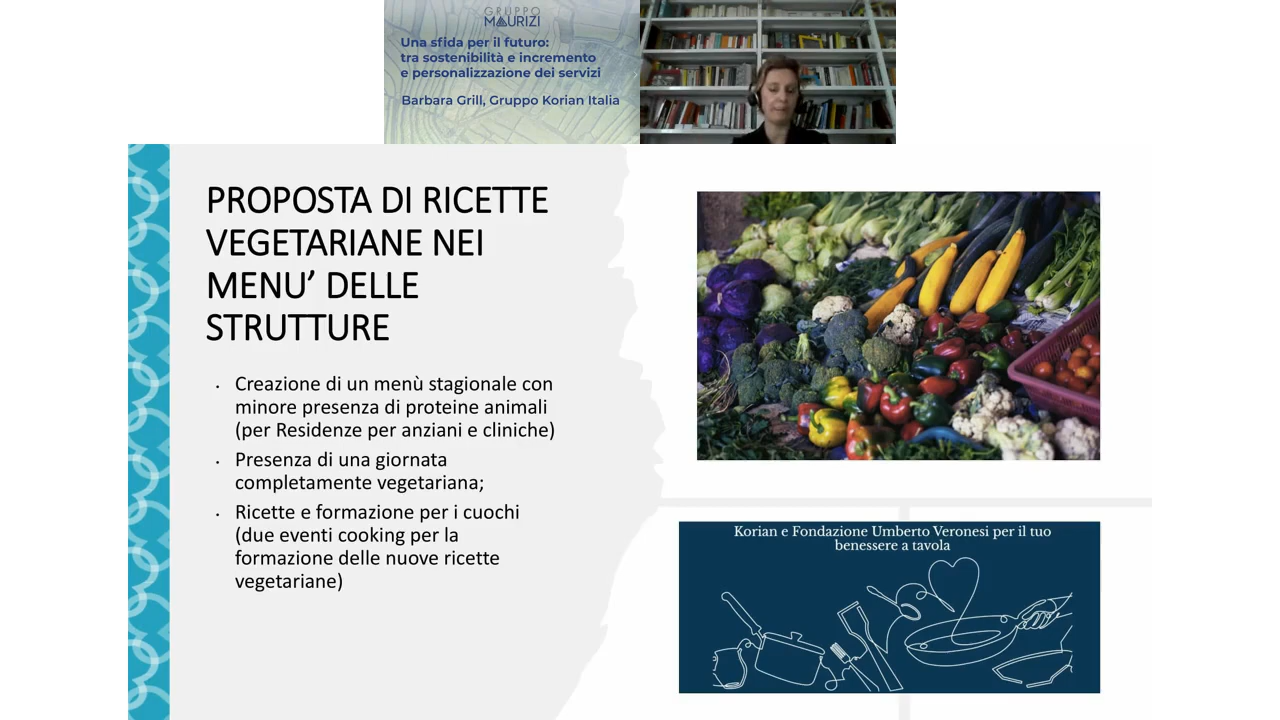 GRUPPO
MAURIZI
Una sfida per il futuro:
tra sostenibilità e incremento
e personalizzazione dei servizi
Barbara Grill, Gruppo Korian Italia
PROPOSTA DI RICETTE
VEGETARIANE NEI
MENU’ DELLE
STRUTTURE
• Creazione di un menù stagionale con
minore presenza di proteine animali
(per Residenze per anziani e cliniche)
• Presenza di una giornata
completamente vegetariana;
• Ricette e formazione per i cuochi
(due eventi cooking per la
formazione delle nuove ricette
vegetariane)
Korian e Fondazione Umberto Veronesi per il tuo
benessere a tavola